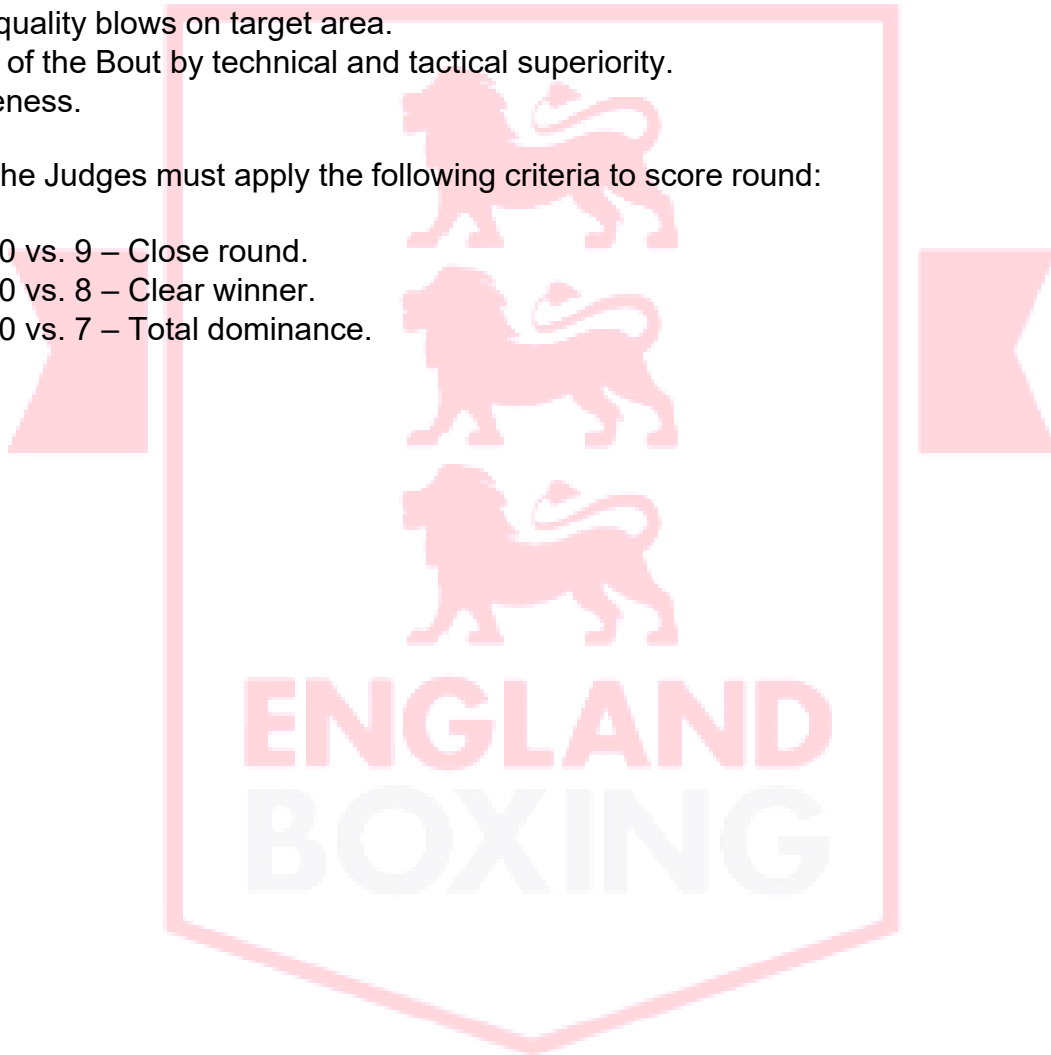 quality blows on target area.
of the Bout by technical and tactical superiority.
eness.
he Judges must apply the following criteria to score round:
0 vs. 9 – Close round.
0 vs. 8 – Clear winner.
0 vs. 7 – Total dominance.
ENGLAND
BOXING